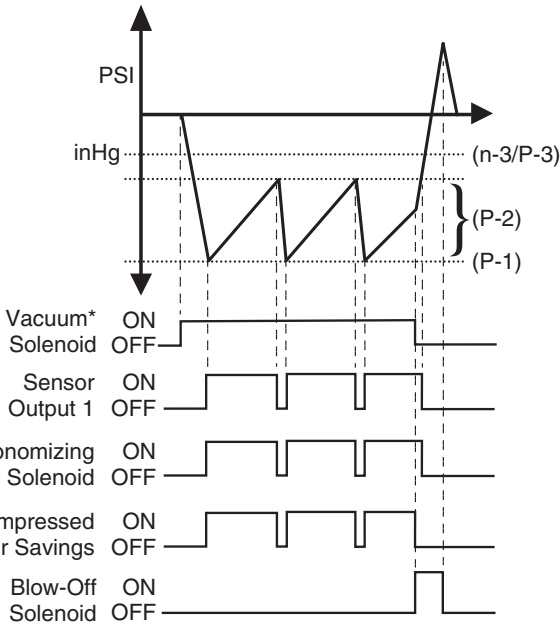 PSI
inHg
(n-3/P-3)
(P-2)
(P-1)
Vacuum* ON
Solenoid OFF
Sensor ON
Output 1 OFF
onomizing ON
Solenoid OFF
mpressed ON
r Savings OFF
Blow-Off ON
Solenoid OFF